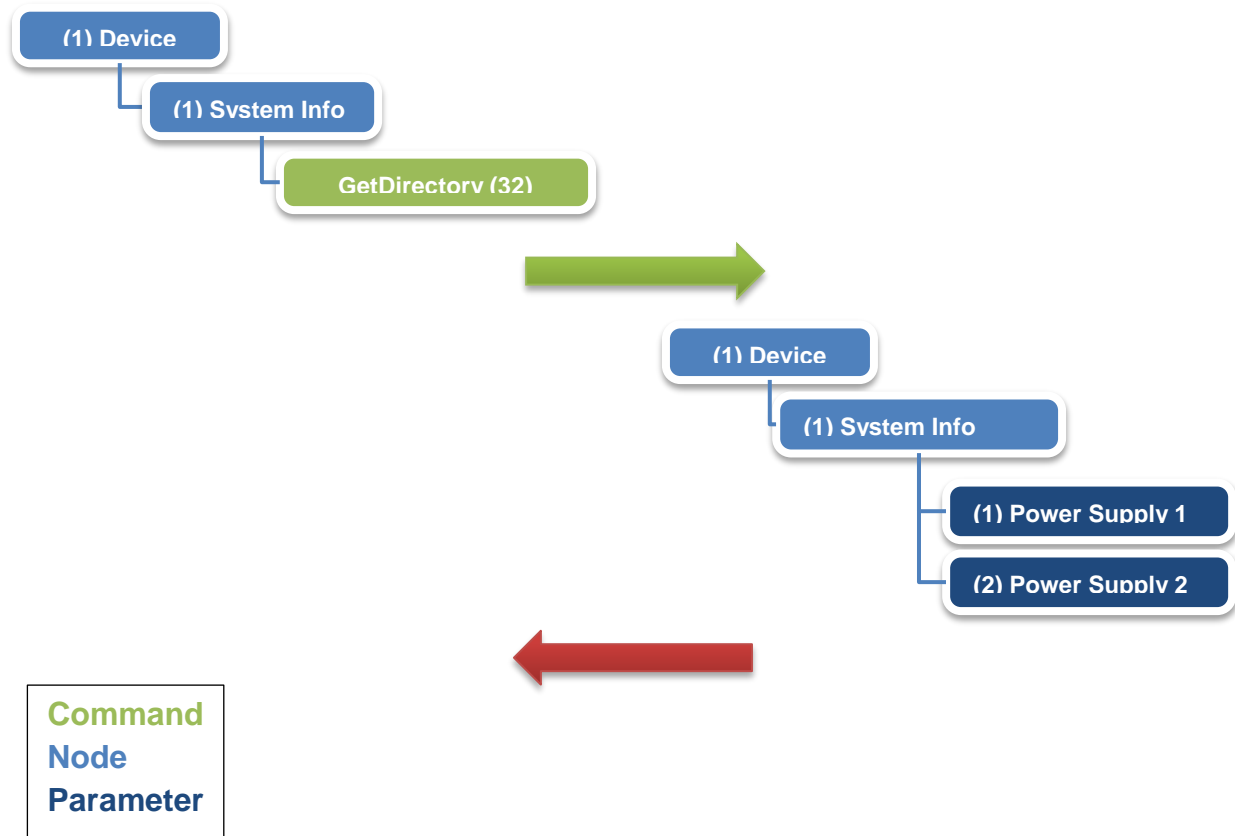 (1) Device
(1) System Info
GetDirectory (32)
(1) Device
(1) System Info
(1) Power Supply 1
(2) Power Supply 2
Command
Node
Parameter